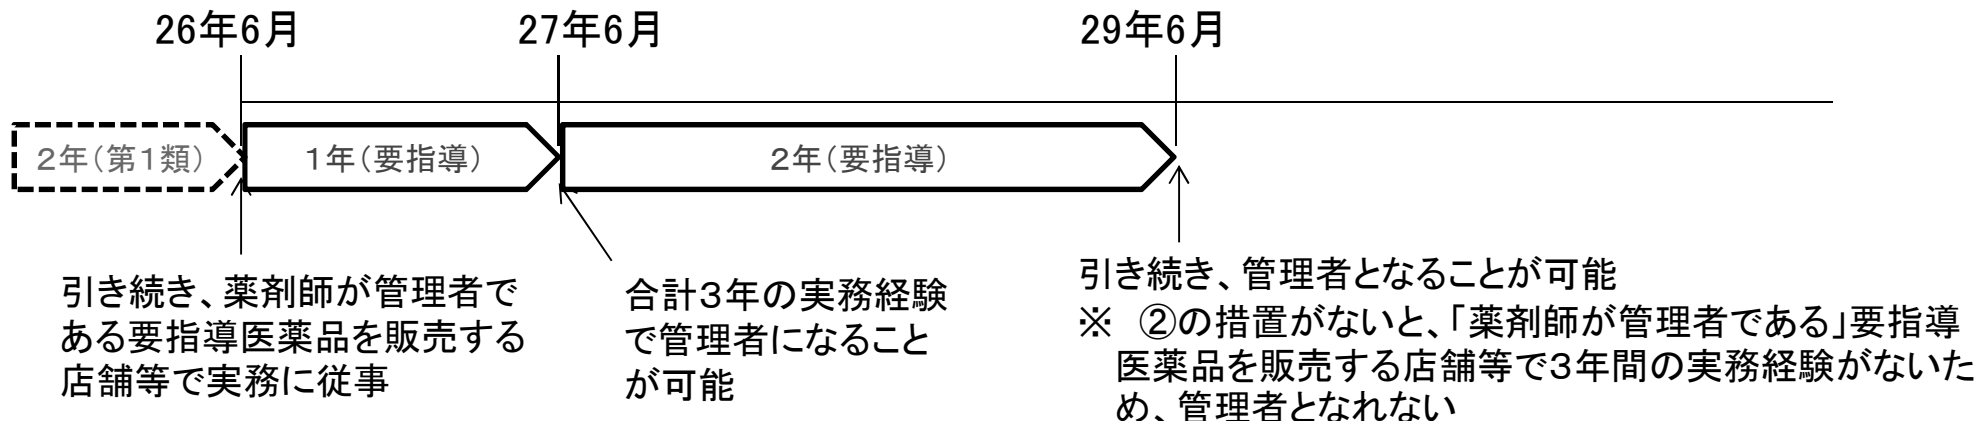 26年6月
27年6月
29年6月
2年(第1類)
1年(要指導)
2年(要指導)
引き続き、薬剤師が管理者で
ある要指導医薬品を販売する
店舗等で実務に従事
合計3年の実務経験
で管理者になること
が可能
引き続き、管理者となることが可能
※ ②の措置がないと、「薬剤師が管理者である」要指導
医薬品を販売する店舗等で3年間の実務経験がないた
め、管理者となれない